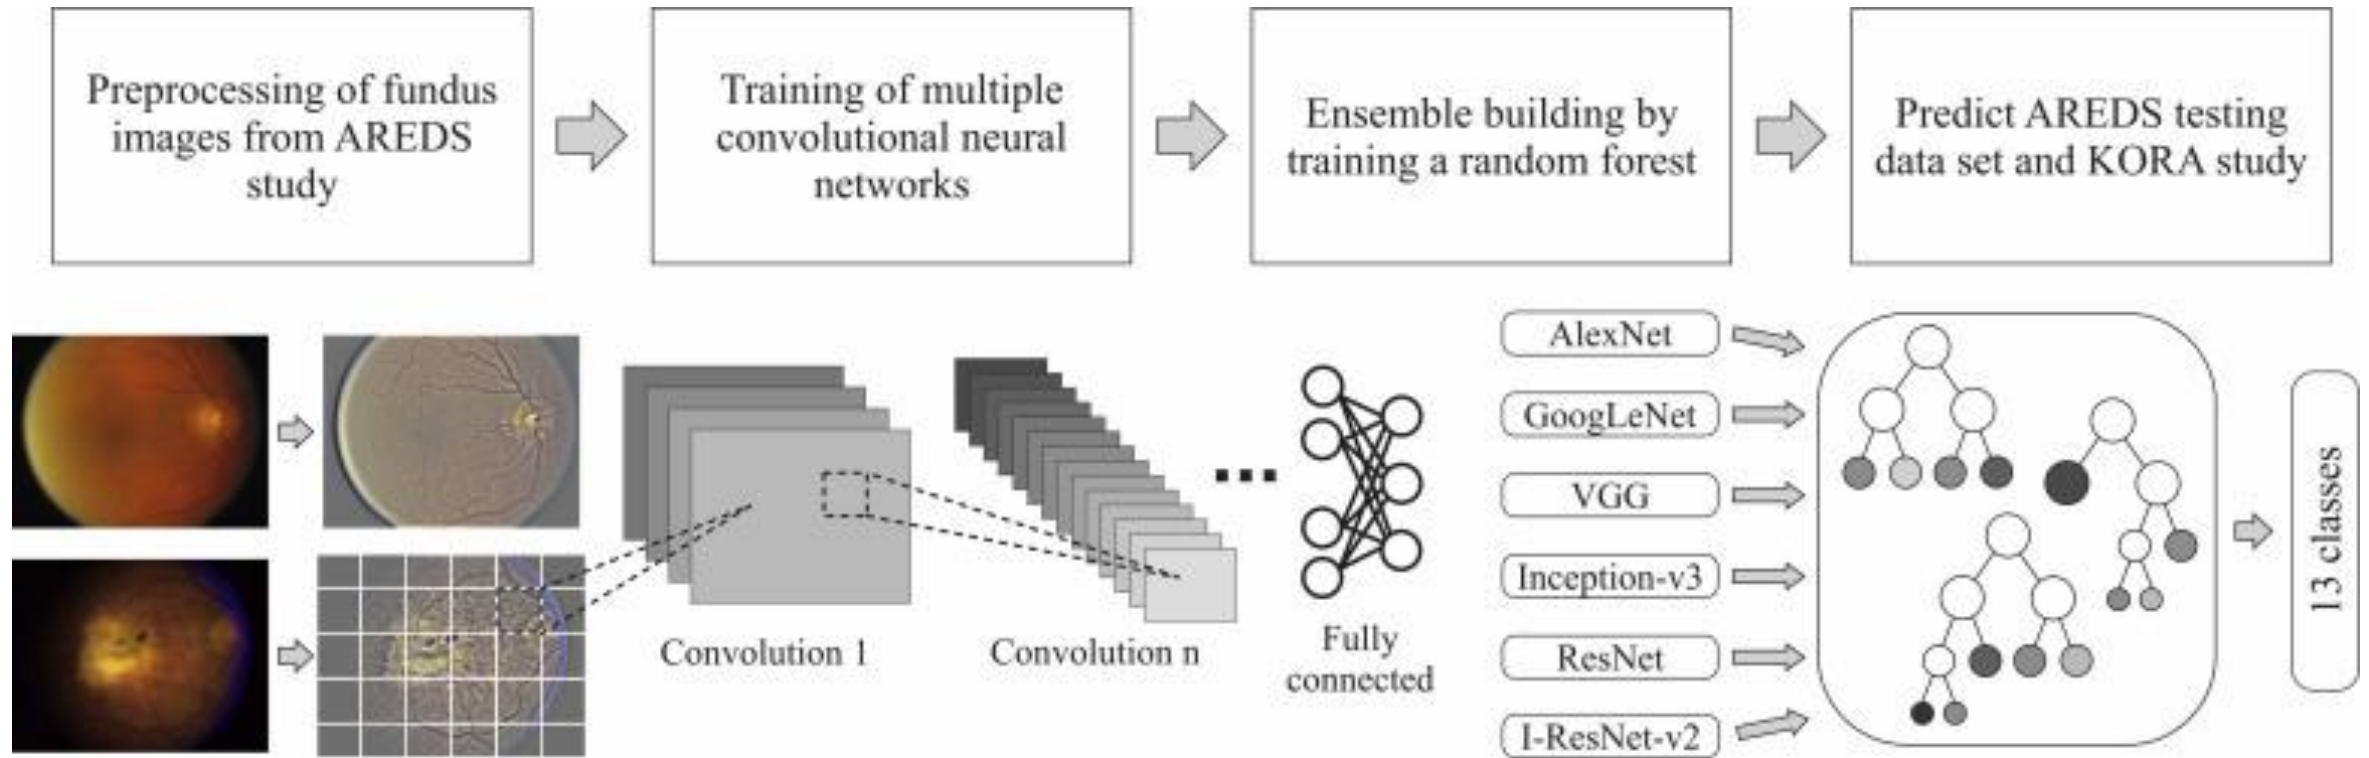 Preprocessing of fundus
images from AREDS
study
Training of multiple
convolutional neural
networks
Ensemble building by
training a random forest
Predict AREDS testing
data set and KORA study
Convolution 1
Convolution n
Fully
connected
AlexNet
GoogLeNet
VGG
Inception-v3
ResNet
I-ResNet-v2
13 classes